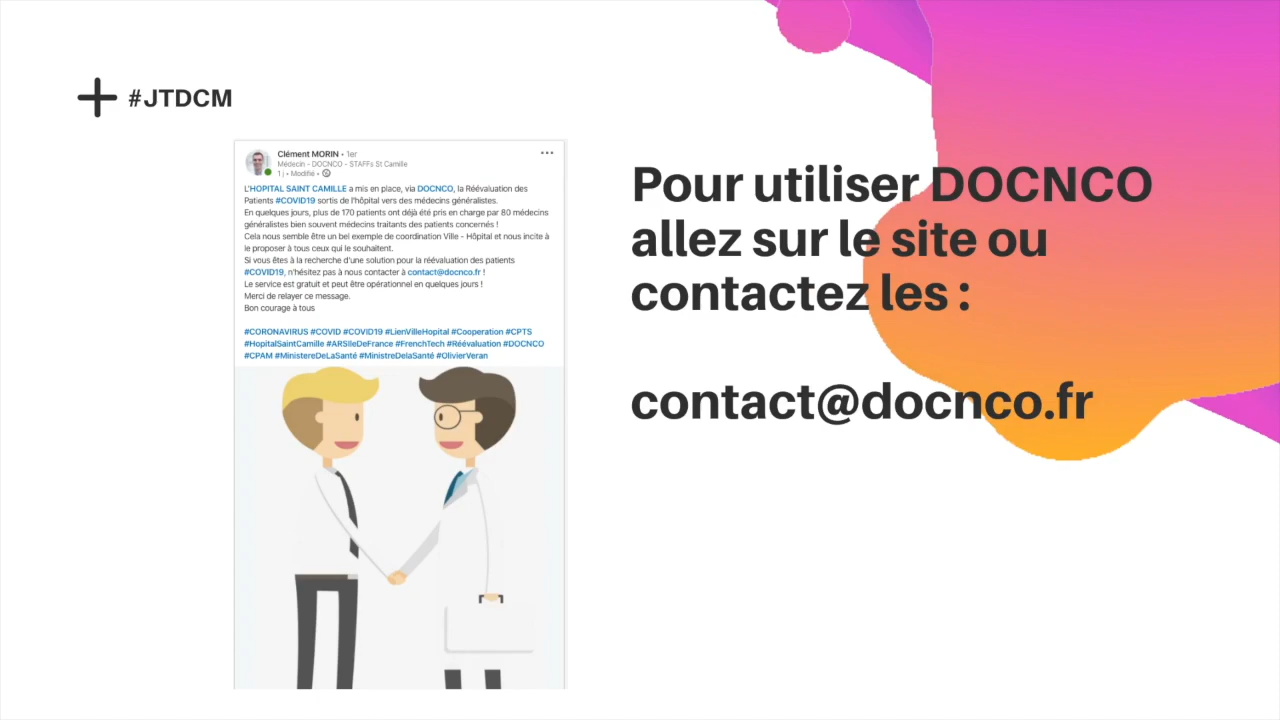 #JTDCM
Clément MORIN • 1er
Médecin - DOCNCO - STAFFs St Camille
1 j • Modifié •
L'HOPITAL SAINT CAMILLE a mis en place, via DOCNCO, la Réévaluation des
Patients #COVID19 sortis de l'hôpital vers des médecins généralistes.
En quelques jours, plus de 170 patients ont déjà été pris en charge par 80 médecins
généralistes bien souvent médecins traitants des patients concernés !
Cela nous semble être un bel exemple de coordination Ville - Hôpital et nous incite à
le proposer à tous ceux qui le souhaitent.
Si vous êtes à la recherche d'une solution pour la réévaluation des patients
#COVID19, n'hésitez pas à nous contacter à contact@docnco.fr !
Le service est gratuit et peut être opérationnel en quelques jours !
Merci de relayer ce message.
Bon courage à tous
#CORONAVIRUS #COVID #COVID19 #LienVilleHopital #Cooperation #CPTS
#HopitalSaintCamille #ARSIleDeFrance #FrenchTech #Réévaluation #DOCNCO
#CPAM #MinistereDeLaSanté #MinistreDelaSanté #OlivierVeran
Pour utiliser DOCNCO
allez sur le site ou
contactez les :
contact@docnco.fr